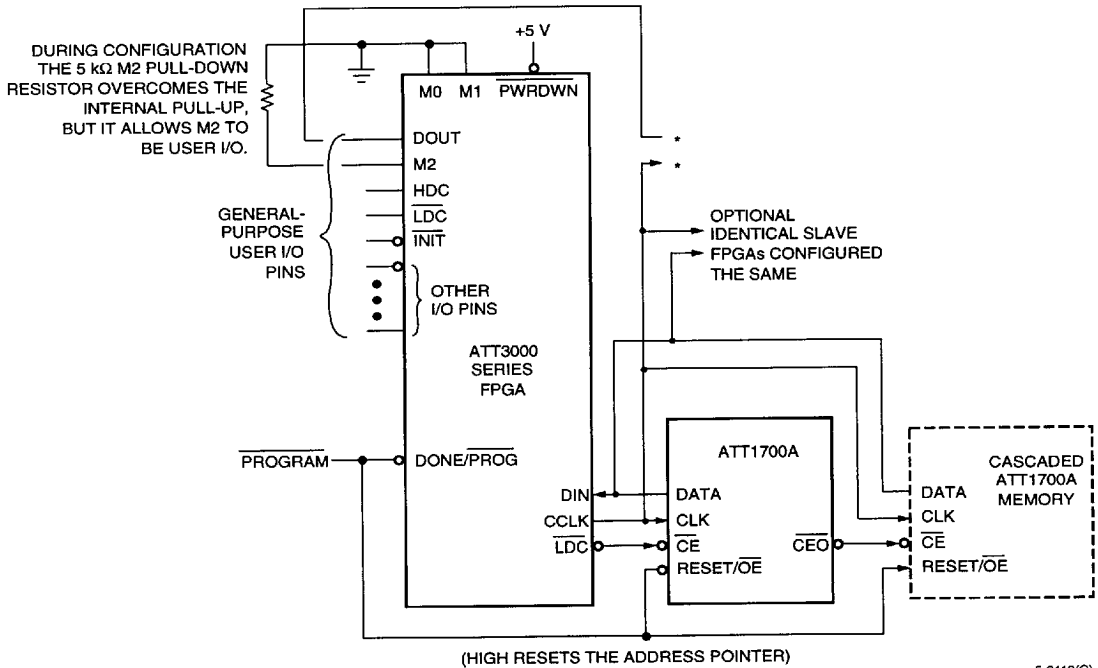 +5 V
DURING CONFIGURATION
THE 5 kΩ M2 PULL-DOWN
RESISTOR OVERCOMES THE
INTERNAL PULL-UP,
BUT IT ALLOWS M2 TO
BE USER I/O.
M0 M1 PWRDWN
DOUT
M2
HDC
LDC
INIT
GENERAL-
PURPOSE
USER I/O
PINS
OTHER
I/O PINS
*
*
OPTIONAL
IDENTICAL SLAVE
FPGAs CONFIGURED
THE SAME
ATT3000
SERIES
FPGA
PROGRAM
DONE/PROG
DIN
CCLK
LDC
ATT1700A
DATA
CLK
CE
RESET/OE
CEO
CASCADED
ATT1700A
MEMORY
DATA
CLK
CE
RESET/OE
(HIGH RESETS THE ADDRESS POINTER)